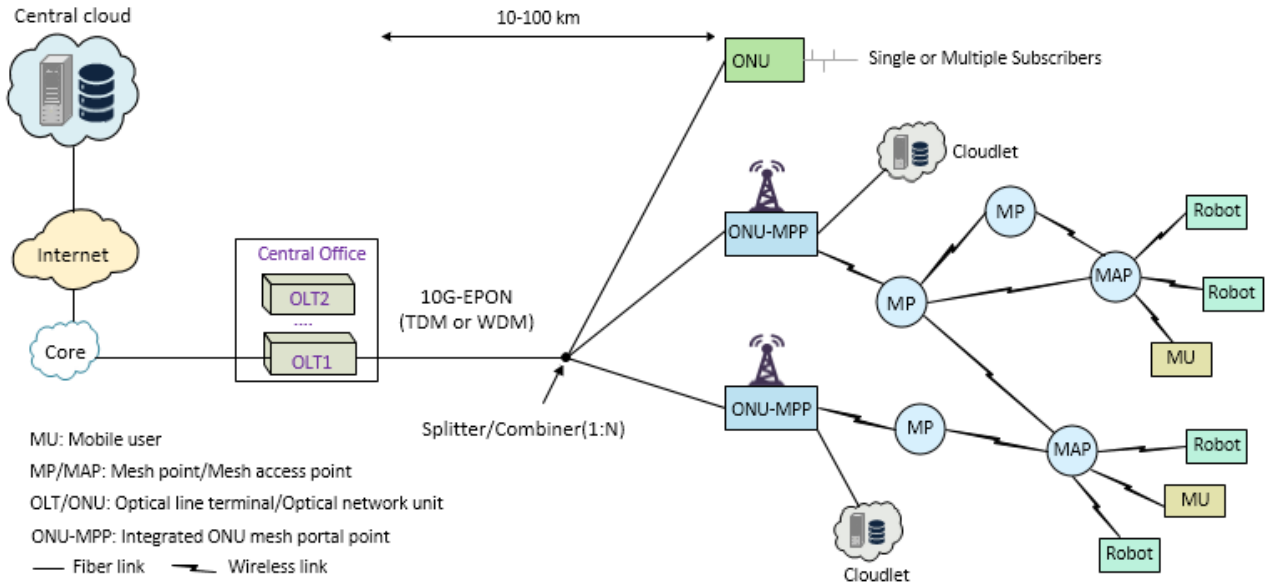 Central cloud
10-100 km
ONU
Single or Multiple Subscribers
Cloudlet
MP
Robot
ONU-MPP
Internet
Central Office
MAP
OLT2
10G-EPON
(TDM or WDM)
MP
Robot
....
Core
OLT1
MU
ONU-MPP
Splitter/Combiner(1:N)
MP
MU: Mobile user
MAP
Robot
MP/MAP: Mesh point/Mesh access point
MU
OLT/ONU: Optical line terminal/Optical network unit
ONU-MPP: Integrated ONU mesh portal point
Robot
Fiber link
Wireless link
Cloudlet